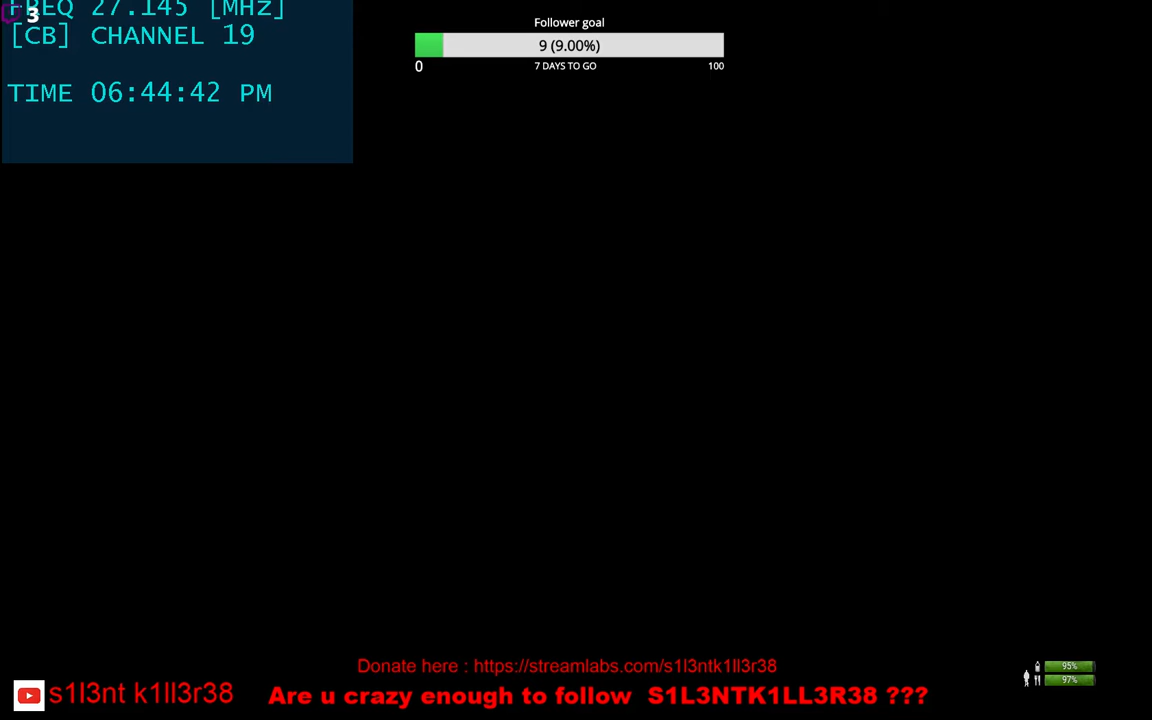 FREQ 27.145 [MHz]
3
[CB] CHANNEL 19
TIME 06:44:42 PM
Follower goal
9 (9.00%)
0
7 DAYS TO GO
100
Donate here : https://streamlabs.com/s1l3ntk1ll3r38
s1l3nt k1ll3r38
Are u crazy enough to follow S1L3NTK1LL3R38 ???
95%
97%